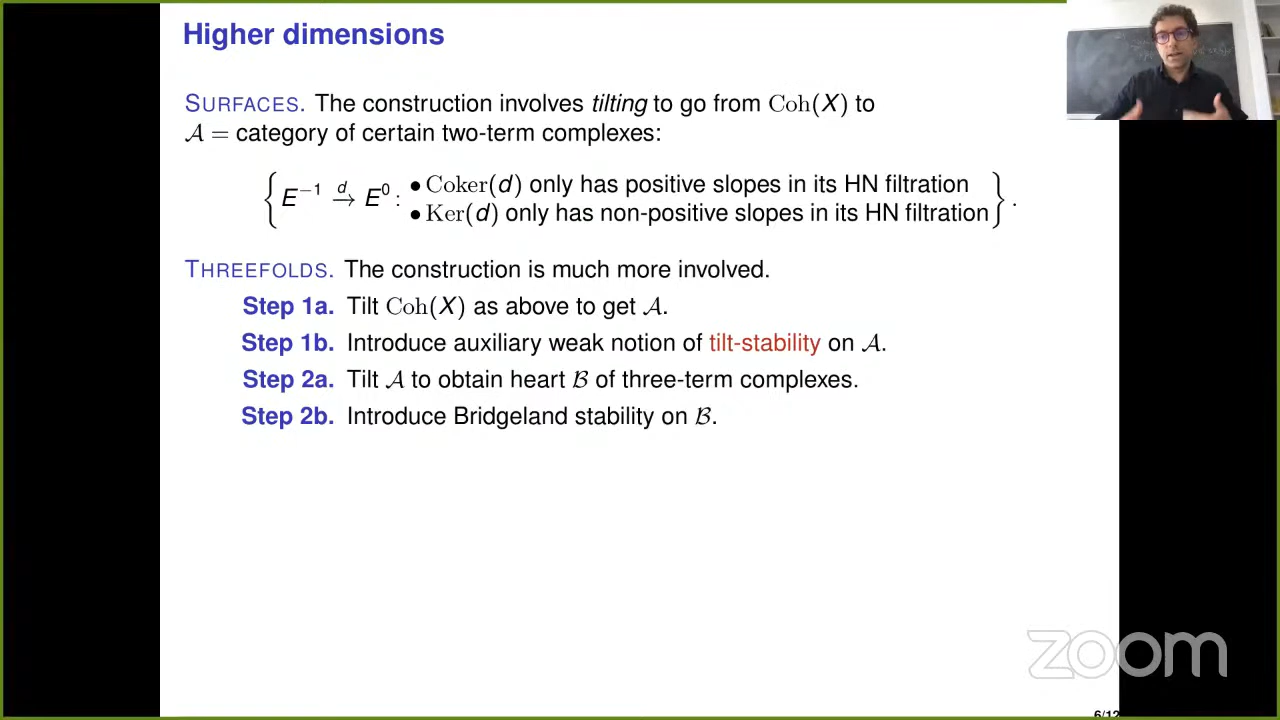 Higher dimensions
SURFACES. The construction involves tilting to go from Coh(X) to
𝒜 = category of certain two-term complexes:
{ E⁻¹ →ᵈ E⁰ : • Coker(d) only has positive slopes in its HN filtration
• Ker(d) only has non-positive slopes in its HN filtration } .
THREEFOLDS. The construction is much more involved.
Step 1a. Tilt Coh(X) as above to get 𝒜.
Step 1b. Introduce auxiliary weak notion of tilt-stability on 𝒜.
Step 2a. Tilt 𝒜 to obtain heart ℬ of three-term complexes.
Step 2b. Introduce Bridgeland stability on ℬ.
zoom
6/12